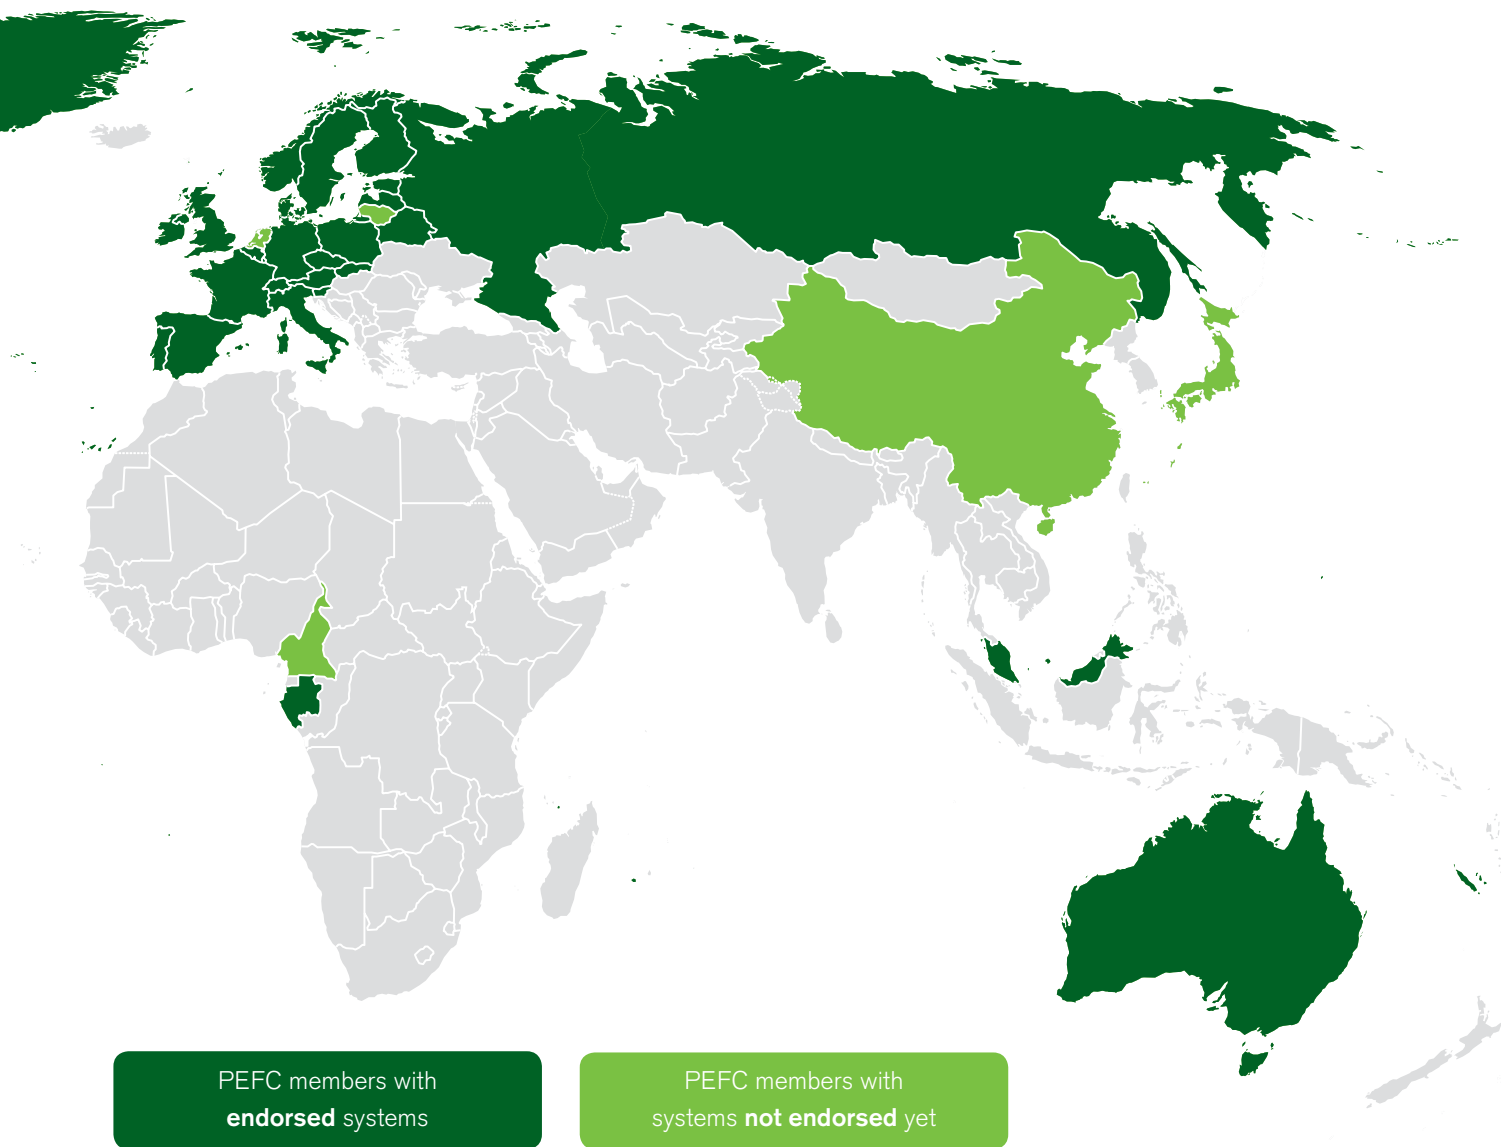 PEFC members with
endorsed systems
PEFC members with
systems not endorsed yet